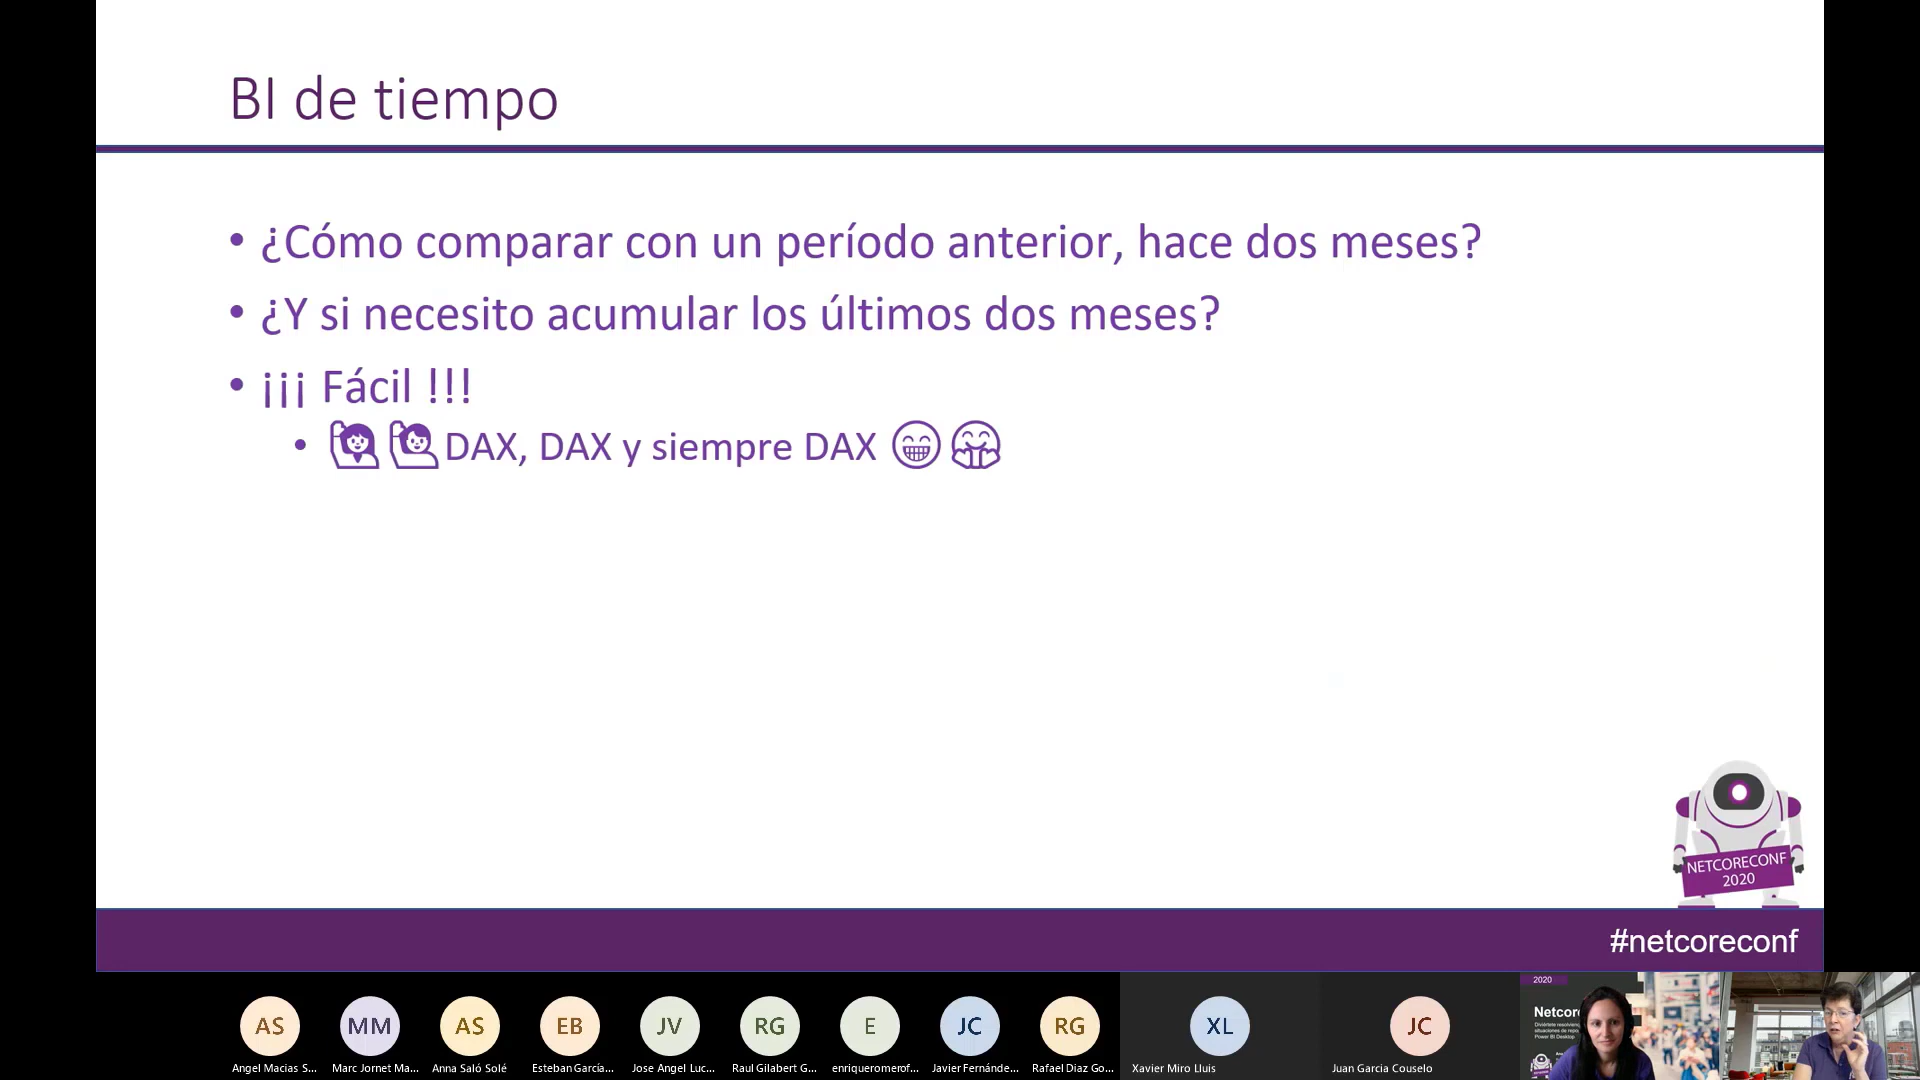 BI de tiempo
• ¿Cómo comparar con un período anterior, hace dos meses?
• ¿Y si necesito acumular los últimos dos meses?
• ¡¡¡ Fácil !!!
• DAX, DAX y siempre DAX
NETCORECONF
2020
#netcoreconf
AS
MM
AS
EB
JV
RG
E
JC
RG
XL
JC
Angel Macias S...
Marc Jornet Ma...
Anna Saló Solé
Esteban García...
Jose Angel Luc...
Raul Gilabert G...
enriqueromerof...
Javier Fernánde...
Rafael Diaz Go...
Xavier Miro Lluis
Juan Garcia Couselo
2020
Power BI Desktop